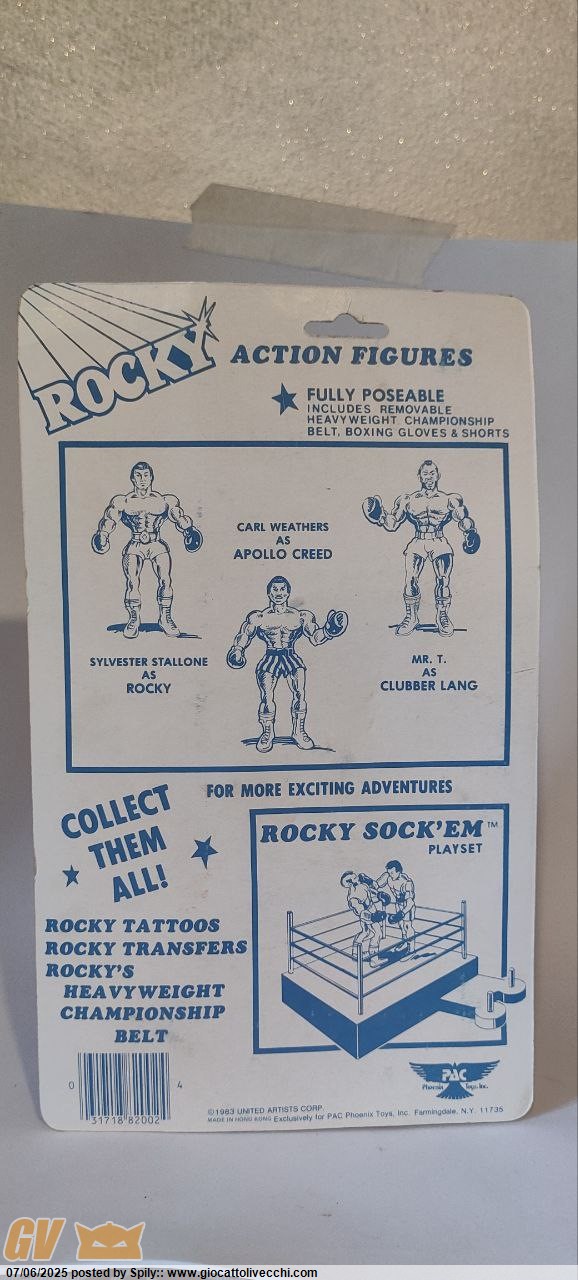 ROCKY
ACTION FIGURES
FULLY POSEABLE
INCLUDES REMOVABLE
HEAVYWEIGHT CHAMPIONSHIP
BELT, BOXING GLOVES & SHORTS
CARL WEATHERS
AS
APOLLO CREED
SYLVESTER STALLONE
AS
ROCKY
MR. T.
AS
CLUBBER LANG
COLLECT
THEM
ALL!
FOR MORE EXCITING ADVENTURES
ROCKY SOCK'EM™
PLAYSET
ROCKY TATTOOS
ROCKY TRANSFERS
ROCKY'S
HEAVYWEIGHT
CHAMPIONSHIP
BELT
0 31718 82002 4
PAC
Phoenix Toys, Inc.
©1983 UNITED ARTISTS CORP.
MADE IN HONG KONG Exclusively for PAC Phoenix Toys, Inc. Farmingdale, N.Y. 11735
GV
07/06/2025 posted by Spily:: www.giocattolivecchi.com